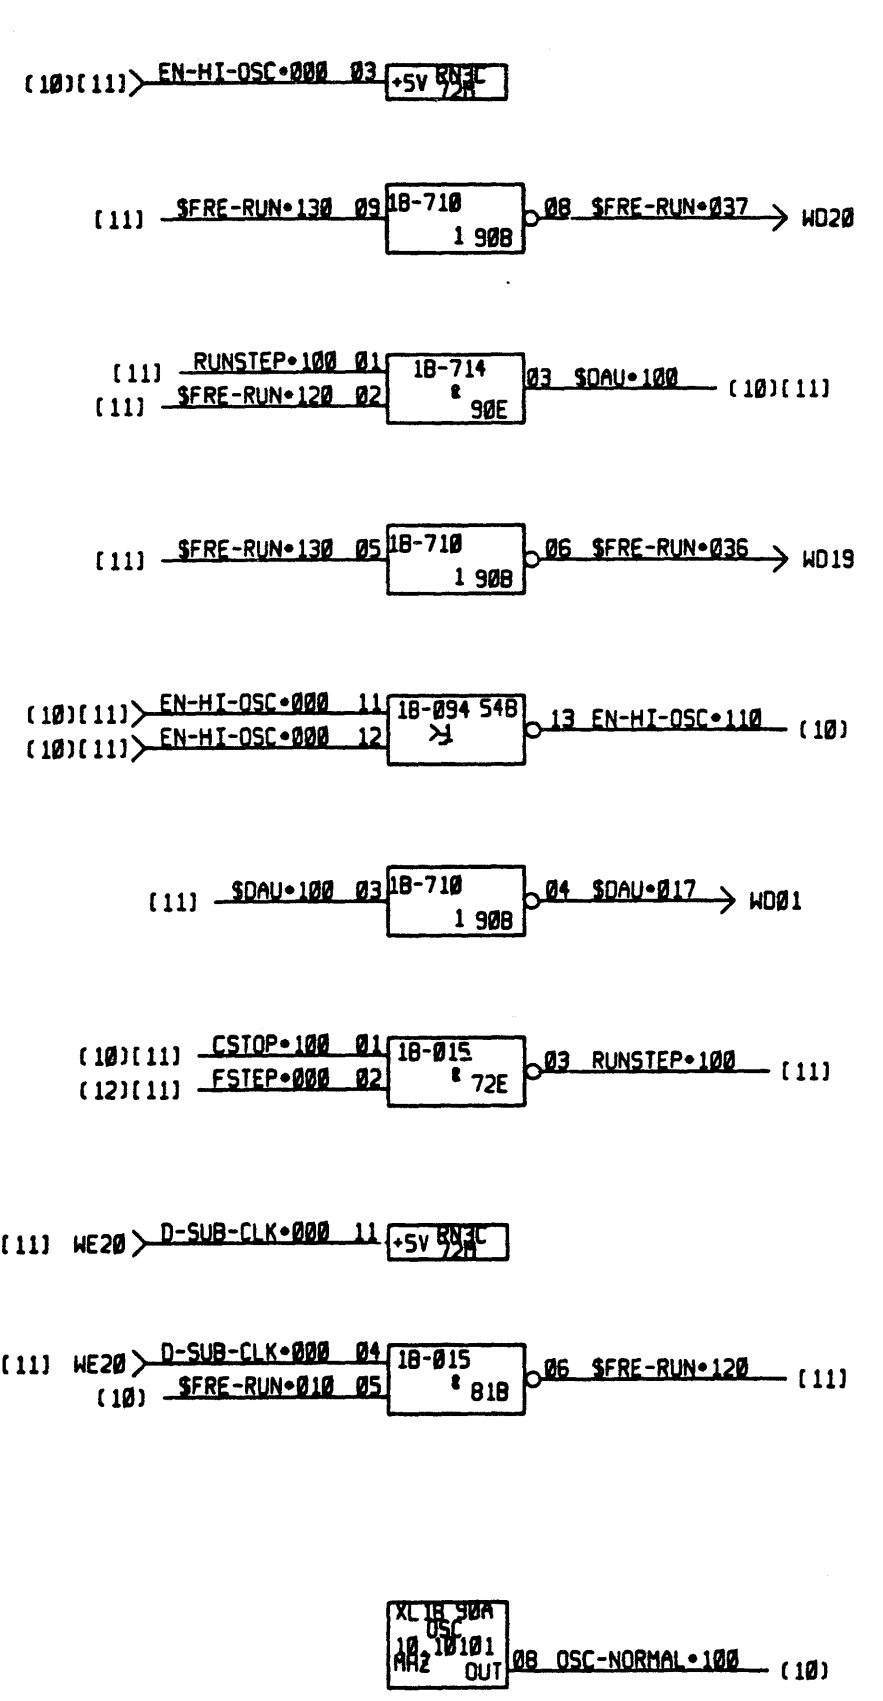 (10)[11] EN-HI-OSC•000 03 +5V RN3C
72M
[11] $FRE-RUN•130 09 1B-710 08 $FRE-RUN•037 WD20
1 90B
[11] RUNSTEP•100 01 1B-714 03 $DAU•100 (10)[11]
[11] $FRE-RUN•120 02 & 90E
[11] $FRE-RUN•130 05 1B-710 06 $FRE-RUN•036 WD19
1 90B
(10)[11] EN-HI-OSC•000 11 1B-094 54B 13 EN-HI-OSC•110 (10)
(10)[11] EN-HI-OSC•000 12
[11] $DAU•100 03 1B-710 04 $DAU•017 WD01
1 90B
(10)[11] CSTOP•100 01 1B-015 03 RUNSTEP•100 [11]
(12)[11] FSTEP•000 02 & 72E
[11] WE20 D-SUB-CLK•000 11 +5V RN3C
72M
[11] WE20 D-SUB-CLK•000 04 1B-015 06 $FRE-RUN•120 [11]
(10) $FRE-RUN•010 05 & 81B
XL1B 90A
OSC
10.10101
MHZ OUT 08 OSC-NORMAL•100 (10)